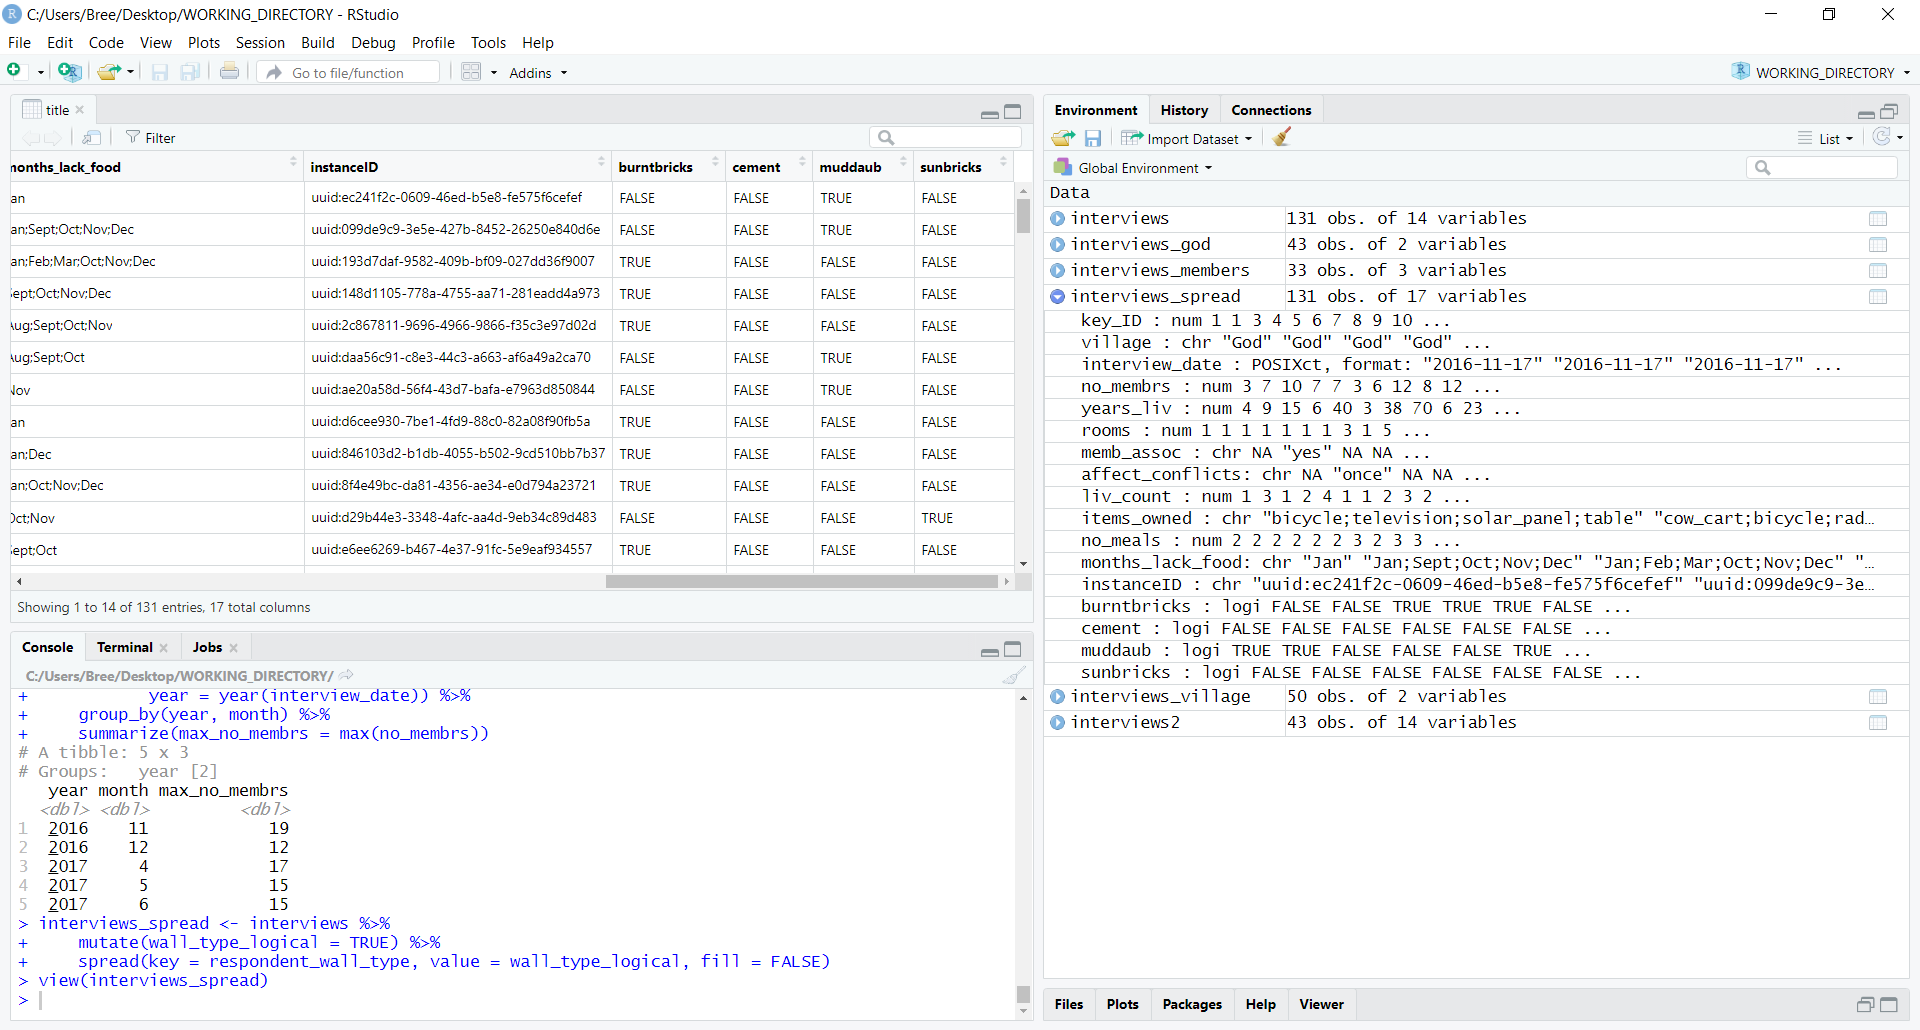 C:/Users/Bree/Desktop/WORKING_DIRECTORY - RStudio
File Edit Code View Plots Session Build Debug Profile Tools Help
Go to file/function Addins WORKING_DIRECTORY
title
Filter
months_lack_food instanceID burntbricks cement muddaub sunbricks
an uuid:ec241f2c-0609-46ed-b5e8-fe575f6cefef FALSE FALSE TRUE FALSE
an;Sept;Oct;Nov;Dec uuid:099de9c9-3e5e-427b-8452-26250e840d6e FALSE FALSE TRUE FALSE
an;Feb;Mar;Oct;Nov;Dec uuid:193d7daf-9582-409b-bf09-027dd36f9007 TRUE FALSE FALSE FALSE
Sept;Oct;Nov;Dec uuid:148d1105-778a-4755-aa71-281eadd4a973 TRUE FALSE FALSE FALSE
Aug;Sept;Oct;Nov uuid:2c867811-9696-4966-9866-f35c3e97d02d TRUE FALSE FALSE FALSE
Aug;Sept;Oct uuid:daa56c91-c8e3-44c3-a663-af6a49a2ca70 FALSE FALSE TRUE FALSE
Nov uuid:ae20a58d-56f4-43d7-bafa-e7963d850844 FALSE FALSE TRUE FALSE
an uuid:d6cee930-7be1-4fd9-88c0-82a08f90fb5a TRUE FALSE FALSE FALSE
an;Dec uuid:846103d2-b1db-4055-b502-9cd510bb7b37 TRUE FALSE FALSE FALSE
an;Oct;Nov;Dec uuid:8f4e49bc-da81-4356-ae34-e0d794a23721 TRUE FALSE FALSE FALSE
Oct;Nov uuid:d29b44e3-3348-4afc-aa4d-9eb34c89d483 FALSE FALSE FALSE TRUE
Sept;Oct uuid:e6ee6269-b467-4e37-91fc-5e9eaf934557 TRUE FALSE FALSE FALSE
Showing 1 to 14 of 131 entries, 17 total columns
Console Terminal Jobs
C:/Users/Bree/Desktop/WORKING_DIRECTORY/
+ year = year(interview_date)) %>%
+ group_by(year, month) %>%
+ summarize(max_no_membrs = max(no_membrs))
# A tibble: 5 x 3
# Groups: year [2]
year month max_no_membrs
<dbl> <dbl> <dbl>
1 2016 11 19
2 2016 12 12
3 2017 4 17
4 2017 5 15
5 2017 6 15
> interviews_spread <- interviews %>%
+ mutate(wall_type_logical = TRUE) %>%
+ spread(key = respondent_wall_type, value = wall_type_logical, fill = FALSE)
> view(interviews_spread)
>
Environment History Connections
Import Dataset List
Global Environment
Data
interviews 131 obs. of 14 variables
interviews_god 43 obs. of 2 variables
interviews_members 33 obs. of 3 variables
interviews_spread 131 obs. of 17 variables
key_ID : num 1 1 3 4 5 6 7 8 9 10 ...
village : chr "God" "God" "God" "God" ...
interview_date : POSIXct, format: "2016-11-17" "2016-11-17" "2016-11-17" ...
no_membrs : num 3 7 10 7 7 3 6 12 8 12 ...
years_liv : num 4 9 15 6 40 3 38 70 6 23 ...
rooms : num 1 1 1 1 1 1 1 3 1 5 ...
memb_assoc : chr NA "yes" NA NA ...
affect_conflicts: chr NA "once" NA NA ...
liv_count : num 1 3 1 2 4 1 1 2 3 2 ...
items_owned : chr "bicycle;television;solar_panel;table" "cow_cart;bicycle;rad...
no_meals : num 2 2 2 2 2 2 3 2 3 3 ...
months_lack_food: chr "Jan" "Jan;Sept;Oct;Nov;Dec" "Jan;Feb;Mar;Oct;Nov;Dec" "...
instanceID : chr "uuid:ec241f2c-0609-46ed-b5e8-fe575f6cefef" "uuid:099de9c9-3e...
burntbricks : logi FALSE FALSE TRUE TRUE TRUE FALSE ...
cement : logi FALSE FALSE FALSE FALSE FALSE FALSE ...
muddaub : logi TRUE TRUE FALSE FALSE FALSE TRUE ...
sunbricks : logi FALSE FALSE FALSE FALSE FALSE FALSE ...
interviews_village 50 obs. of 2 variables
interviews2 43 obs. of 14 variables
Files Plots Packages Help Viewer